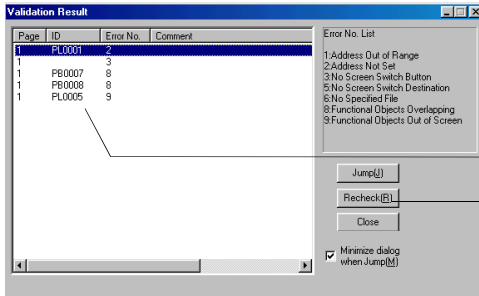 Validation Result
Page ID Error No. Comment
1 PL0001 2
1 3
1 PB0007 8
1 PB0008 8
1 PL0005 9
Error No. List
1:Address Out of Range
2:Address Not Set
3:No Screen Switch Button
5:No Screen Switch Destination
6:No Specified File
8:Functional Objects Overlapping
9:Functional Objects Out of Screen
Jump(J)
Recheck(R)
Close
Minimize dialog
when Jump(M)